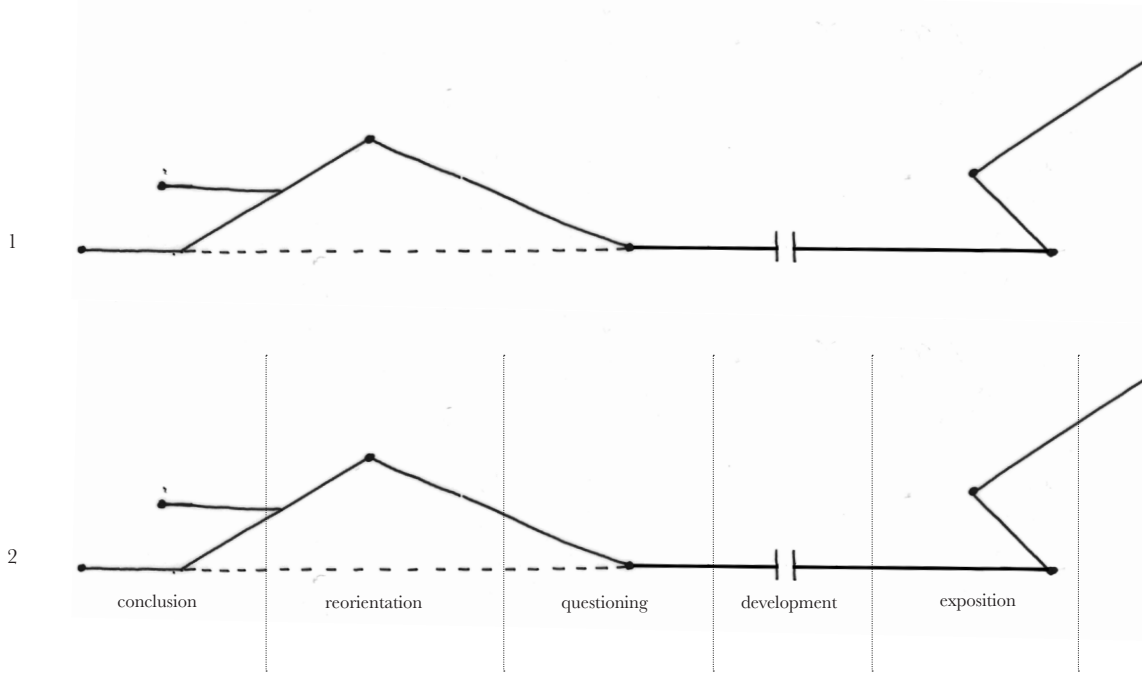 1
2
conclusion
reorientation
questioning
development
exposition